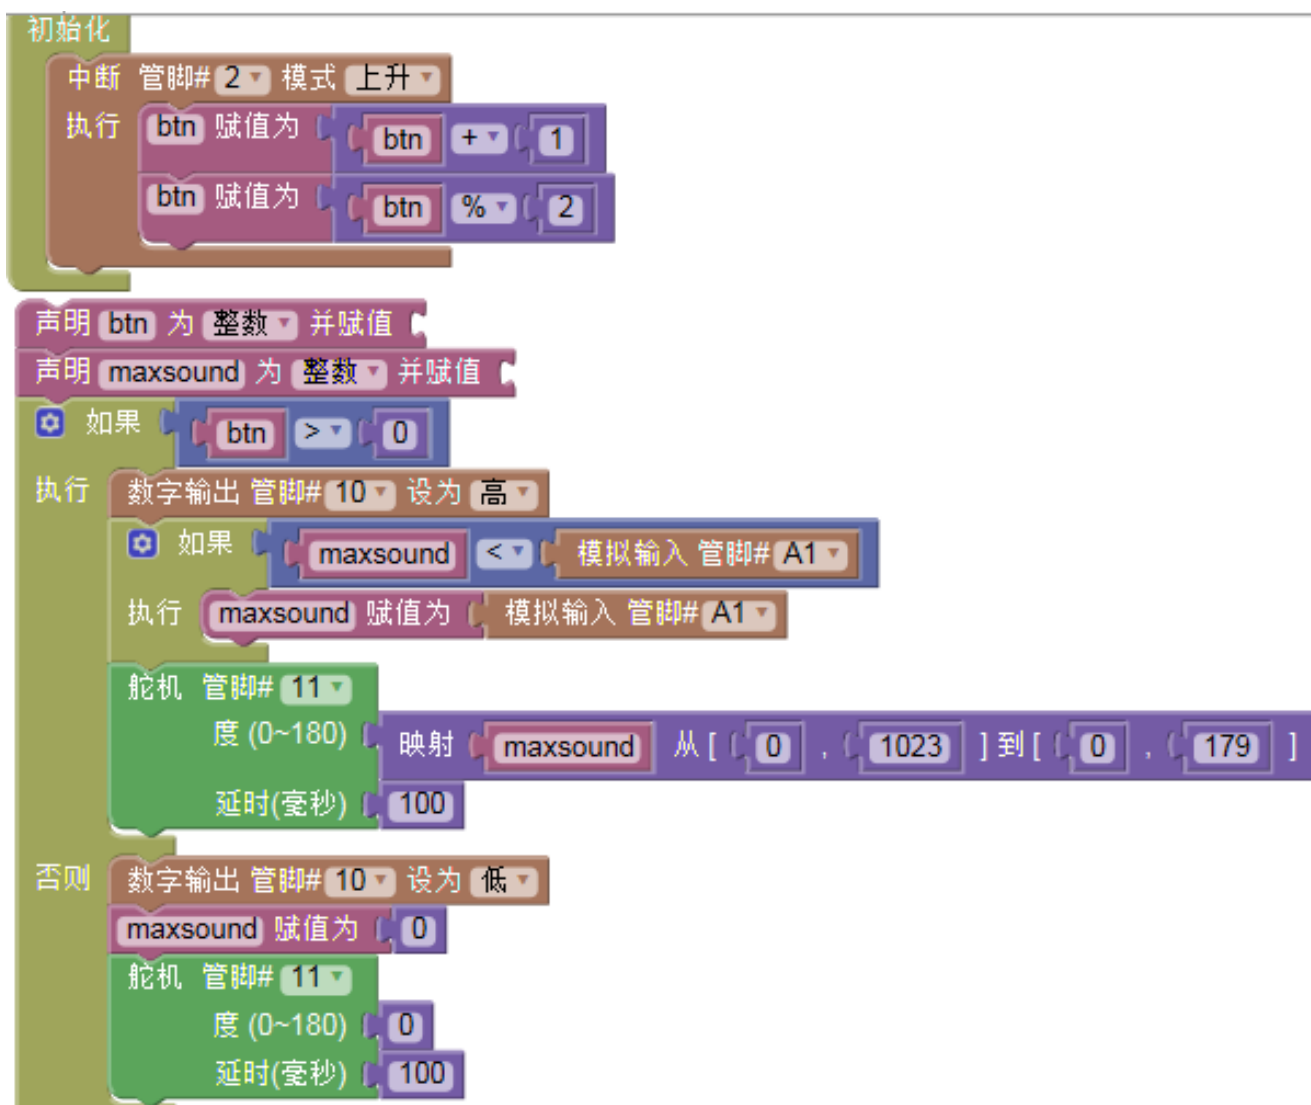 初始化
中断 管脚# 2 模式 上升
执行 btn 赋值为 btn + 1
btn 赋值为 btn % 2
声明 btn 为 整数 并赋值
声明 maxsound 为 整数 并赋值
如果 btn > 0
执行 数字输出 管脚# 10 设为 高
如果 maxsound < 模拟输入 管脚# A1
执行 maxsound 赋值为 模拟输入 管脚# A1
舵机 管脚# 11
度 (0~180) 映射 maxsound 从 [ 0 , 1023 ] 到 [ 0 , 179 ]
延时(毫秒) 100
否则 数字输出 管脚# 10 设为 低
maxsound 赋值为 0
舵机 管脚# 11
度 (0~180) 0
延时(毫秒) 100